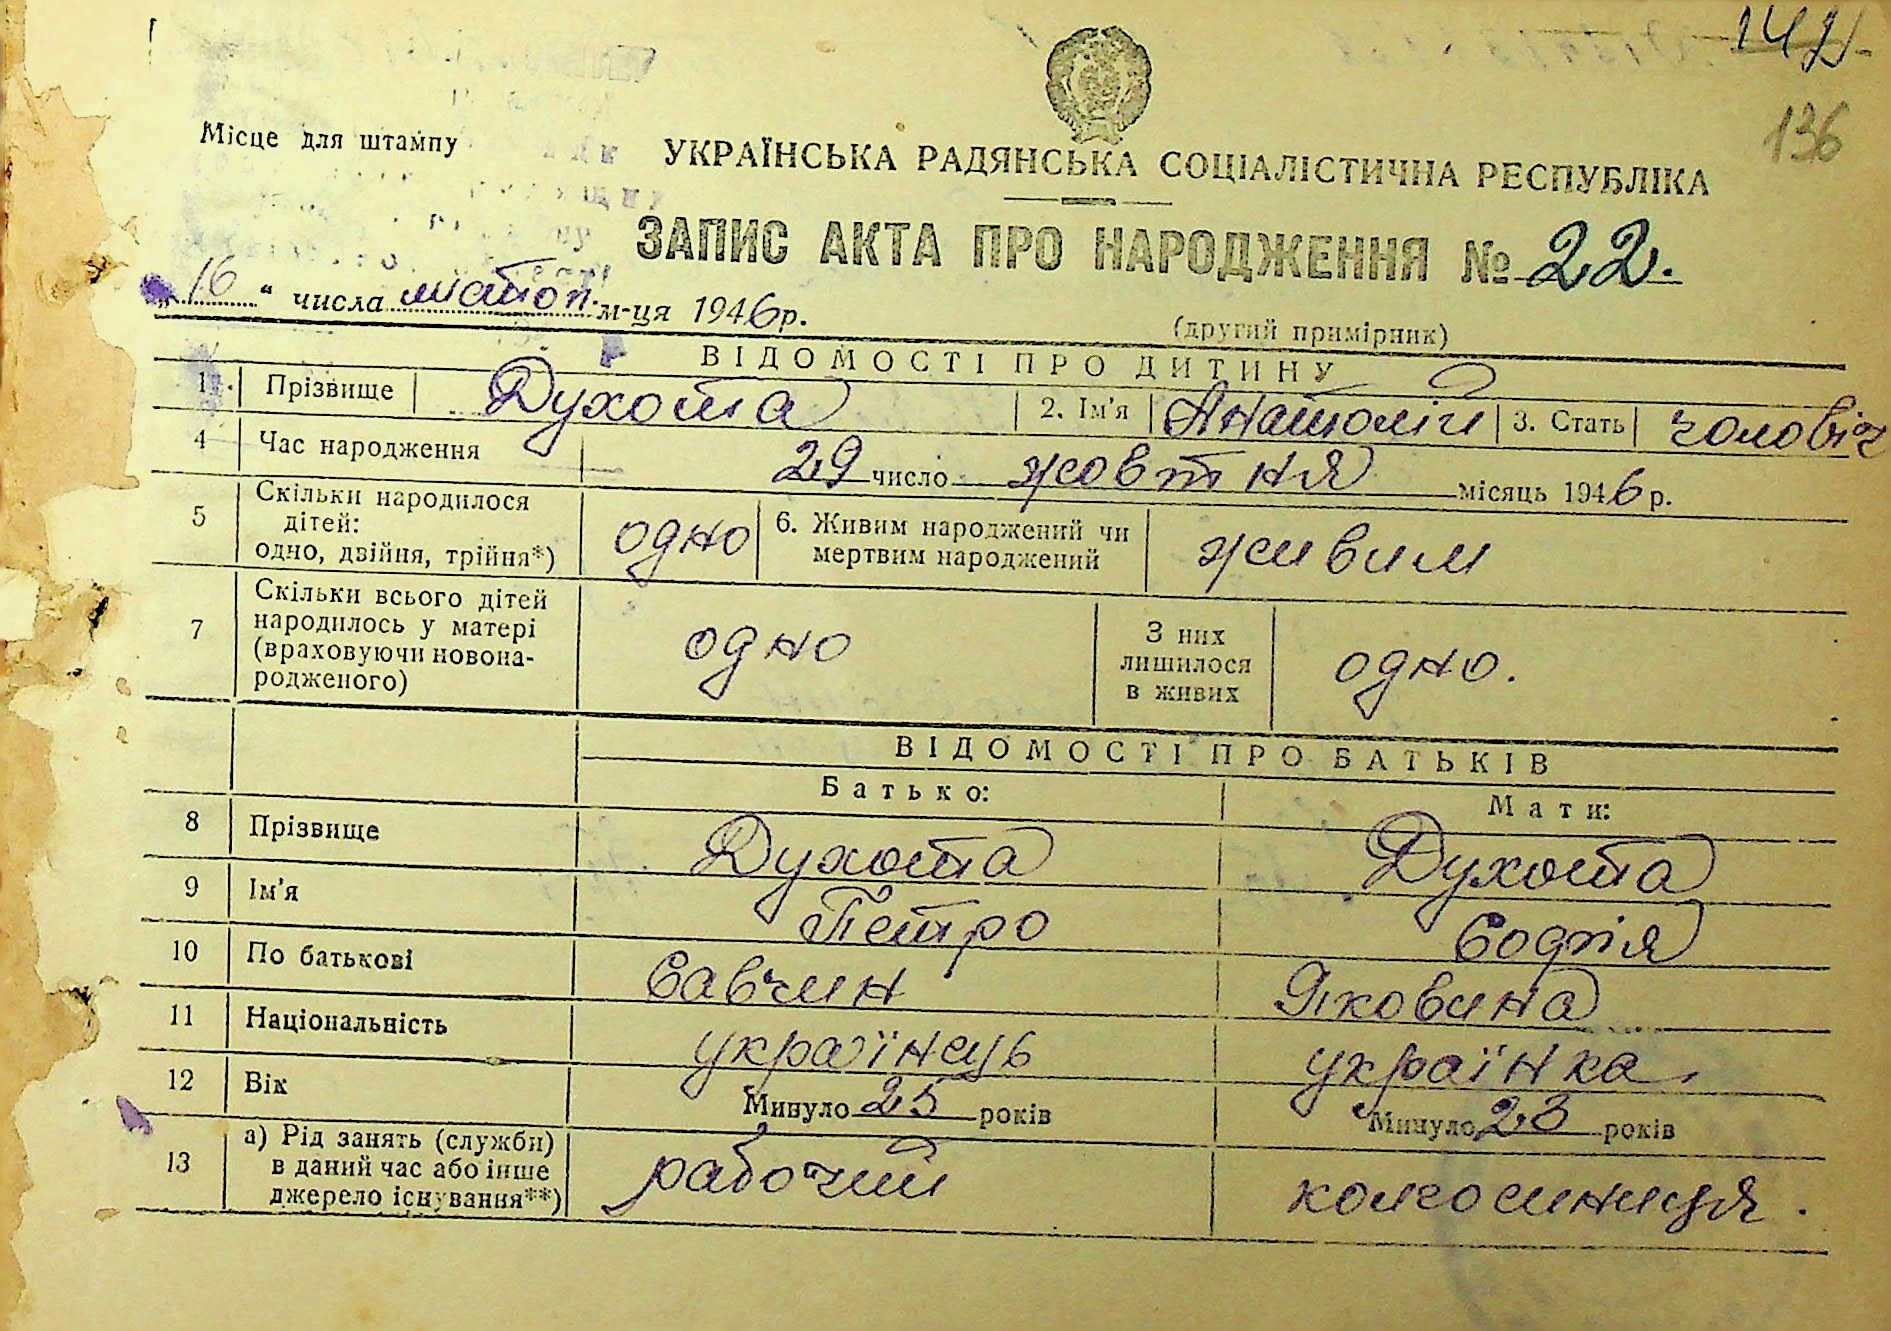 136
Місце для штампу
УКРАЇНСЬКА РАДЯНСЬКА СОЦІАЛІСТИЧНА РЕСПУБЛІКА
ЗАПИС АКТА ПРО НАРОДЖЕННЯ № 22.
„16“ числа листоп. м-ця 1946 р.
(другий примірник)
ВІДОМОСТІ ПРО ДИТИНУ
1. Прізвище Духота 2. Ім'я Анатолій 3. Стать чоловіч
4 Час народження 29 число жовтня місяць 1946 р.
5 Скільки народилося
дітей:
одно, двійня, трійня*) одно 6. Живим народжений чи
мертвим народжений живим
7 Скільки всього дітей
народилось у матері
(враховуючи новона-
родженого) одно З них
лишилося
в живих одно.
ВІДОМОСТІ ПРО БАТЬКІВ
Батько: Мати:
8 Прізвище Духота Духота
9 Ім'я Петро Софія
10 По батькові Савчин Яковина
11 Національність українець українка
12 Вік Минуло 25 років Минуло 23 років
13 а) Рід занять (служби)
в даний час або інше
джерело існування**) рабочий колгосниця.